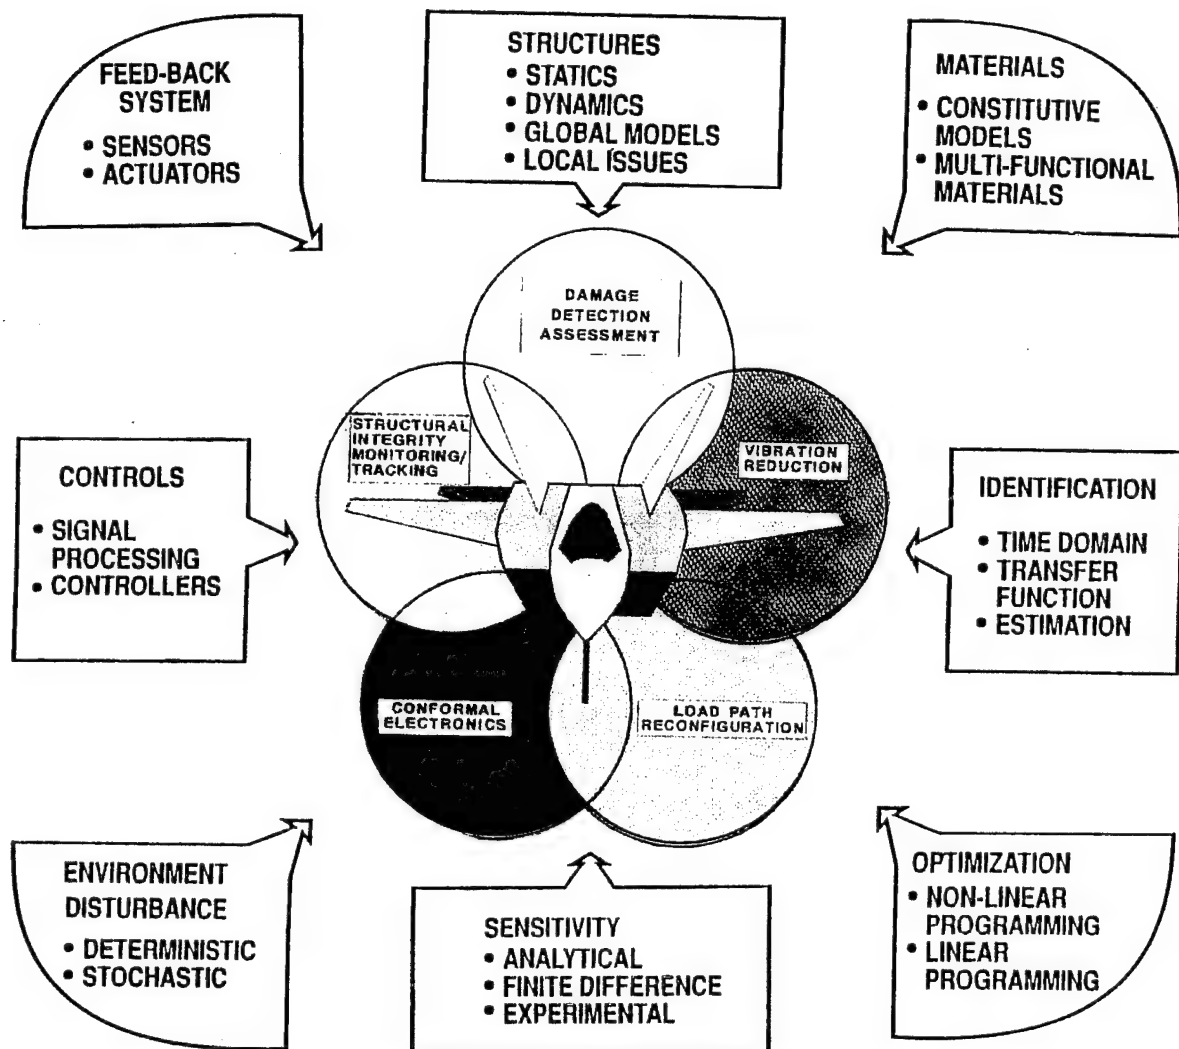 FEED-BACK
SYSTEM
• SENSORS
• ACTUATORS
STRUCTURES
• STATICS
• DYNAMICS
• GLOBAL MODELS
• LOCAL ISSUES
MATERIALS
• CONSTITUTIVE
MODELS
• MULTI-FUNCTIONAL
MATERIALS
DAMAGE
DETECTION
ASSESSMENT
STRUCTURAL
INTEGRITY
MONITORING/
TRACKING
VIBRATION
REDUCTION
CONTROLS
• SIGNAL
PROCESSING
• CONTROLLERS
IDENTIFICATION
• TIME DOMAIN
• TRANSFER
FUNCTION
• ESTIMATION
CONFORMAL
ELECTRONICS
LOAD PATH
RECONFIGURATION
ENVIRONMENT
DISTURBANCE
• DETERMINISTIC
• STOCHASTIC
SENSITIVITY
• ANALYTICAL
• FINITE DIFFERENCE
• EXPERIMENTAL
OPTIMIZATION
• NON-LINEAR
PROGRAMMING
• LINEAR
PROGRAMMING